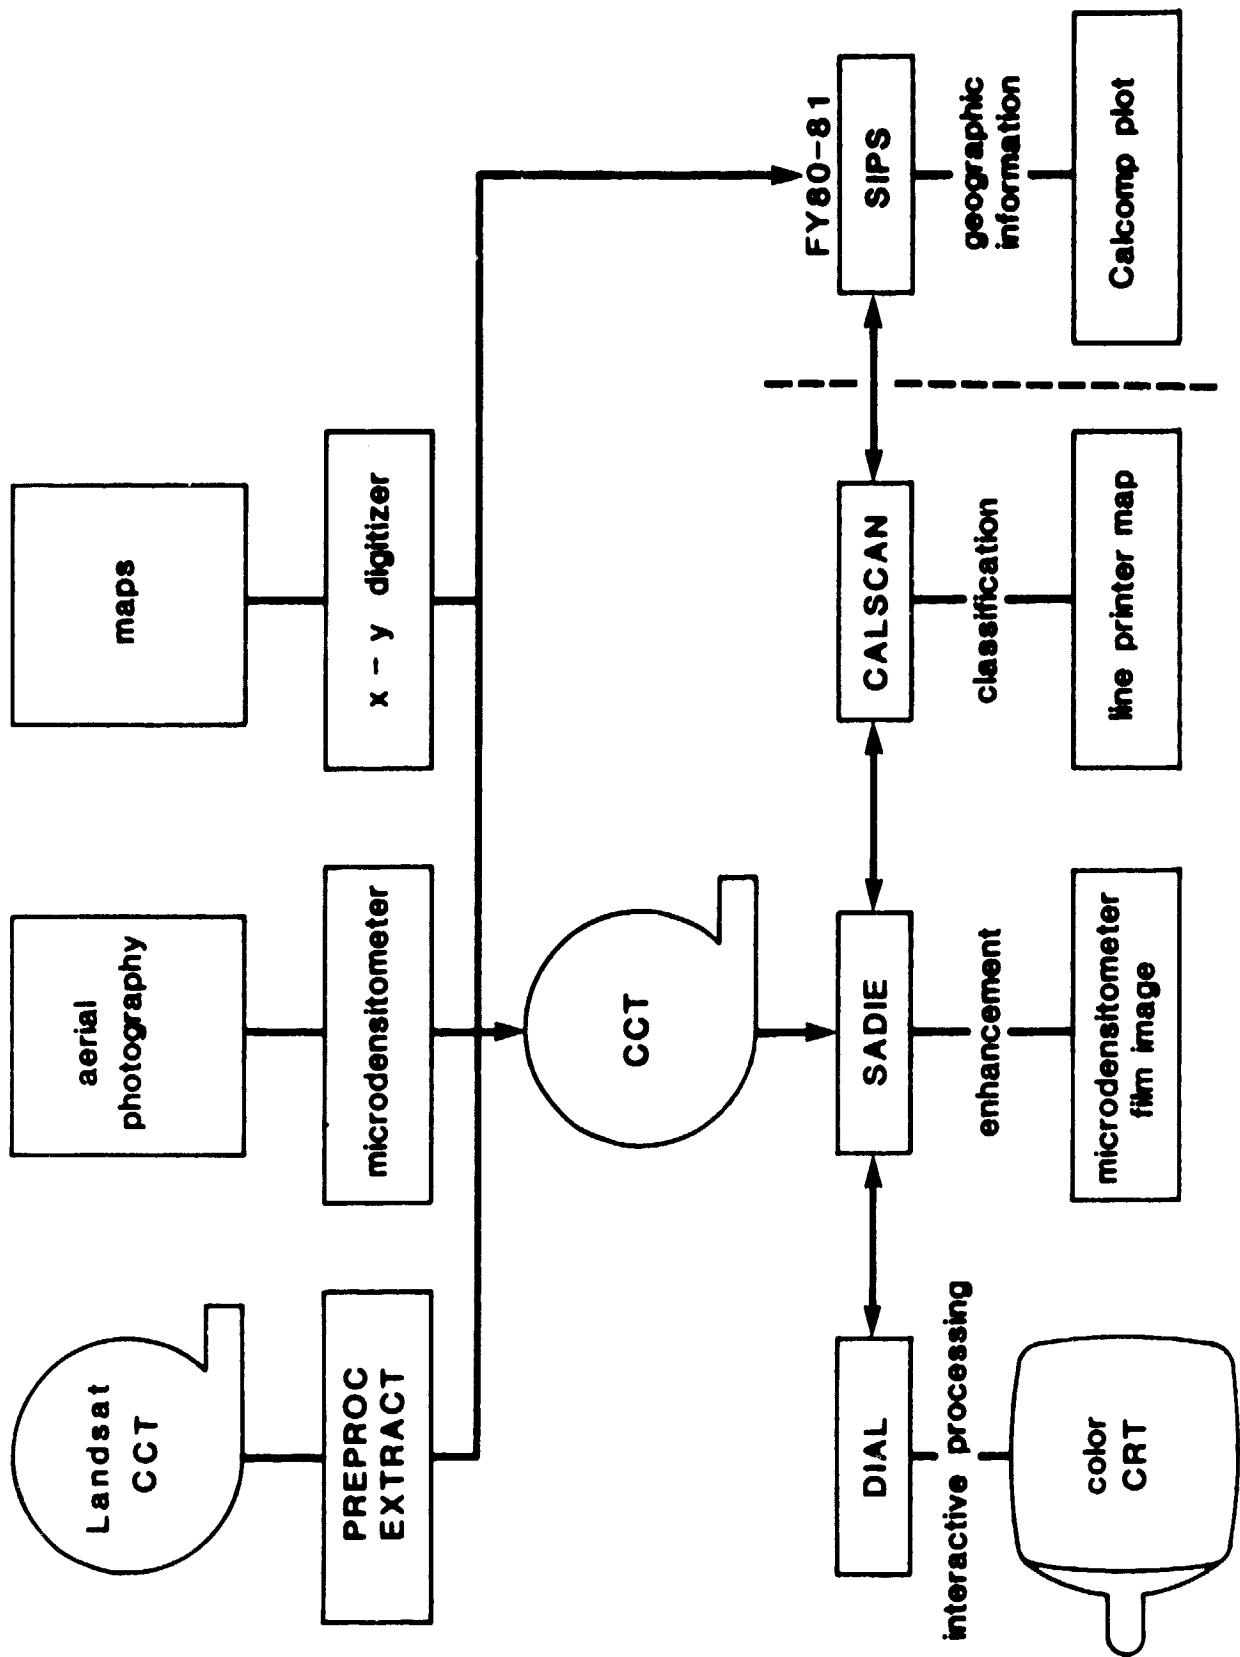 Landsat
CCT
aerial
photography
maps
PREPROC
EXTRACT
microdensitometer
x - y digitizer
CCT
FY80-81
DIAL
SADIE
CALSCAN
SIPS
interactive processing
enhancement
classification
geographic
information
color
CRT
microdensitometer
film image
line printer map
Calcomp plot